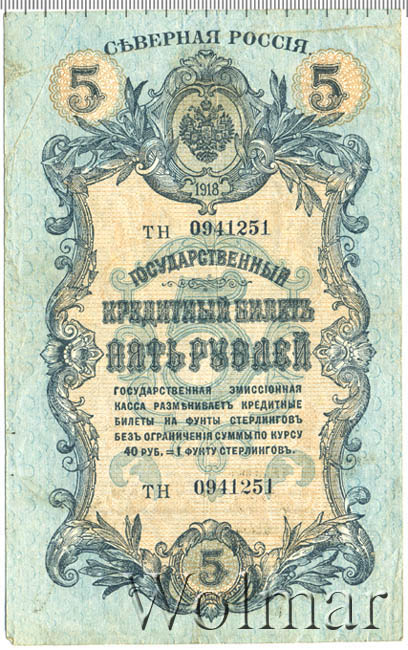 СѢВЕРНАЯ РОССІЯ.
5 5
1918
ТН 0941251
ГОСУДАРСТВЕННЫЙ
КРЕДИТНЫЙ БИЛЕТЪ
ПЯТЬ РУБЛЕЙ
ГОСУДАРСТВЕННАЯ ЭМИССІОННАЯ
КАССА РАЗМѢНИВАЕТЪ КРЕДИТНЫЕ
БИЛЕТЫ НА ФУНТЫ СТЕРЛИНГОВЪ
БЕЗЪ ОГРАНИЧЕНІЯ СУММЫ ПО КУРСУ
40 РУБ. = 1 ФУКТУ СТЕРЛИНГОВЪ.
ТН 0941251
5
Wolmar